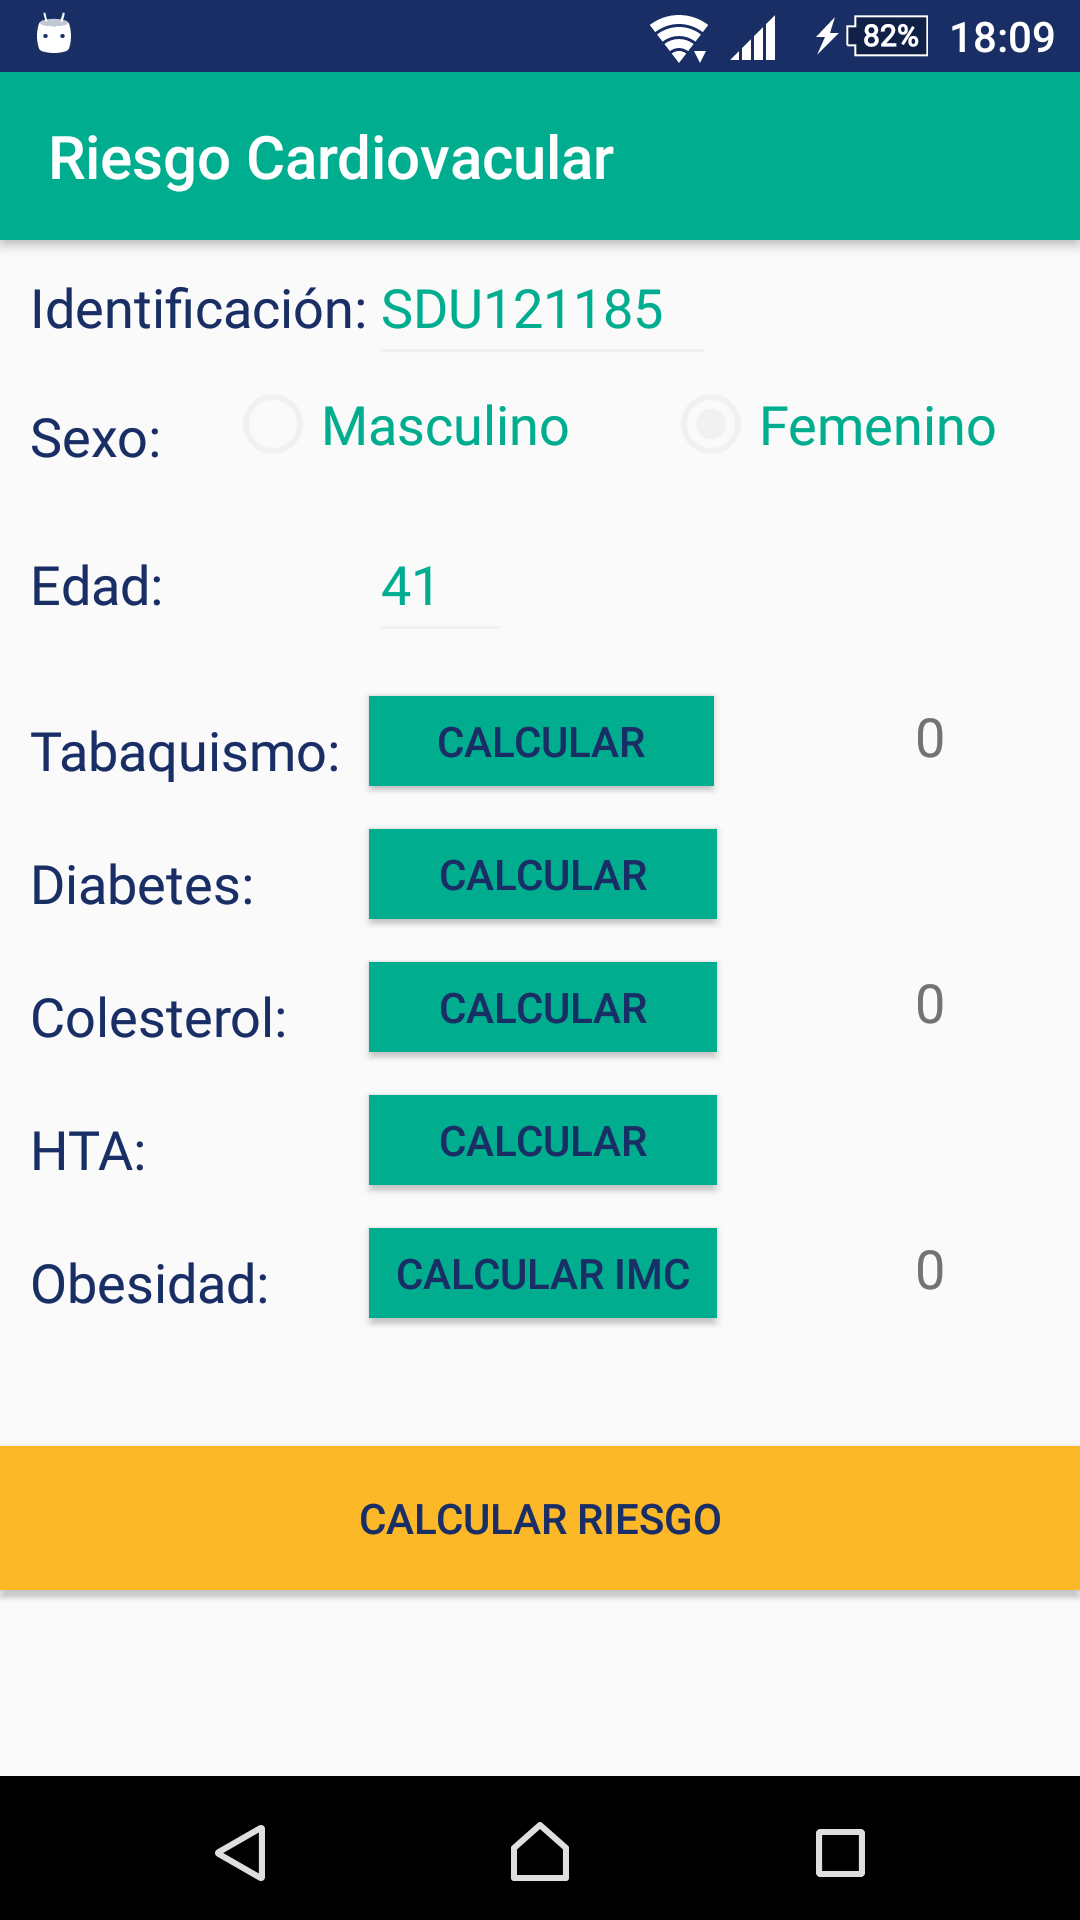 82% 18:09
Riesgo Cardiovacular
Identificación: SDU121185
Sexo: Masculino Femenino
Edad: 41
Tabaquismo: CALCULAR 0
Diabetes: CALCULAR
Colesterol: CALCULAR 0
HTA: CALCULAR
Obesidad: CALCULAR IMC 0
CALCULAR RIESGO